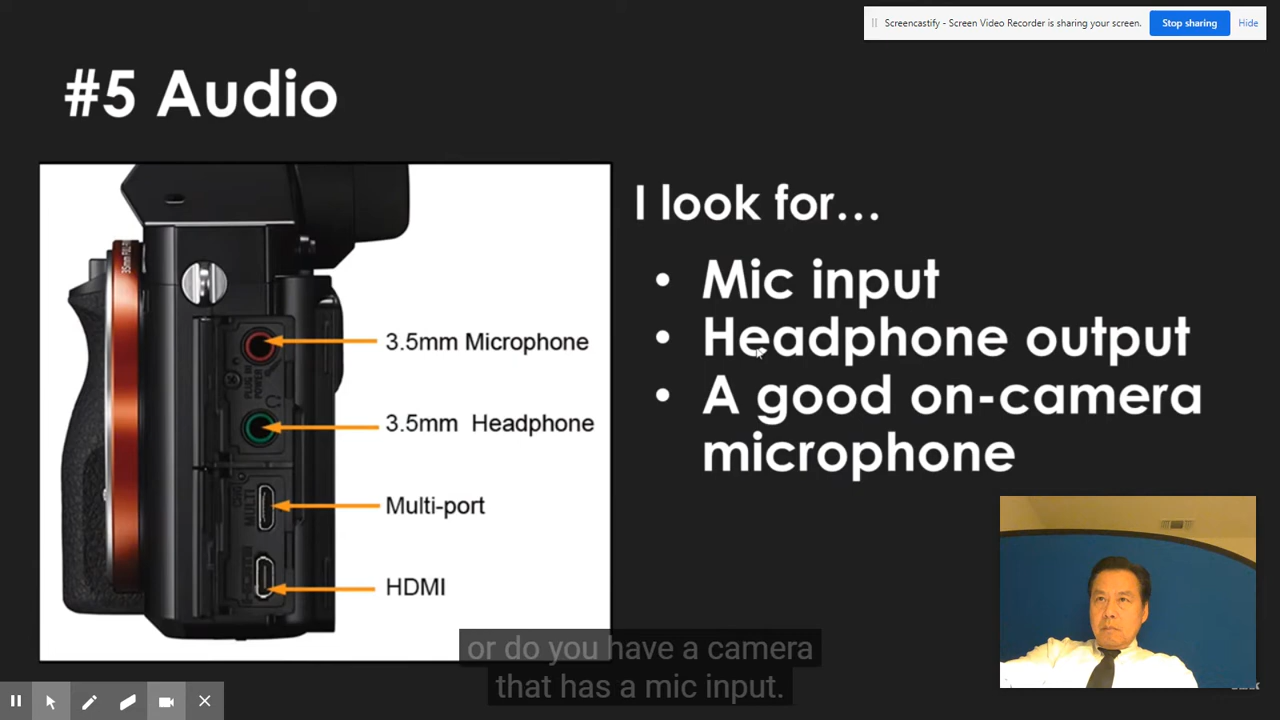 Screencastify - Screen Video Recorder is sharing your screen.
Stop sharing
Hide
#5 Audio
3.5mm Microphone
3.5mm Headphone
Multi-port
HDMI
I look for...
• Mic input
• Headphone output
• A good on-camera
microphone
or do you have a camera
that has a mic input.